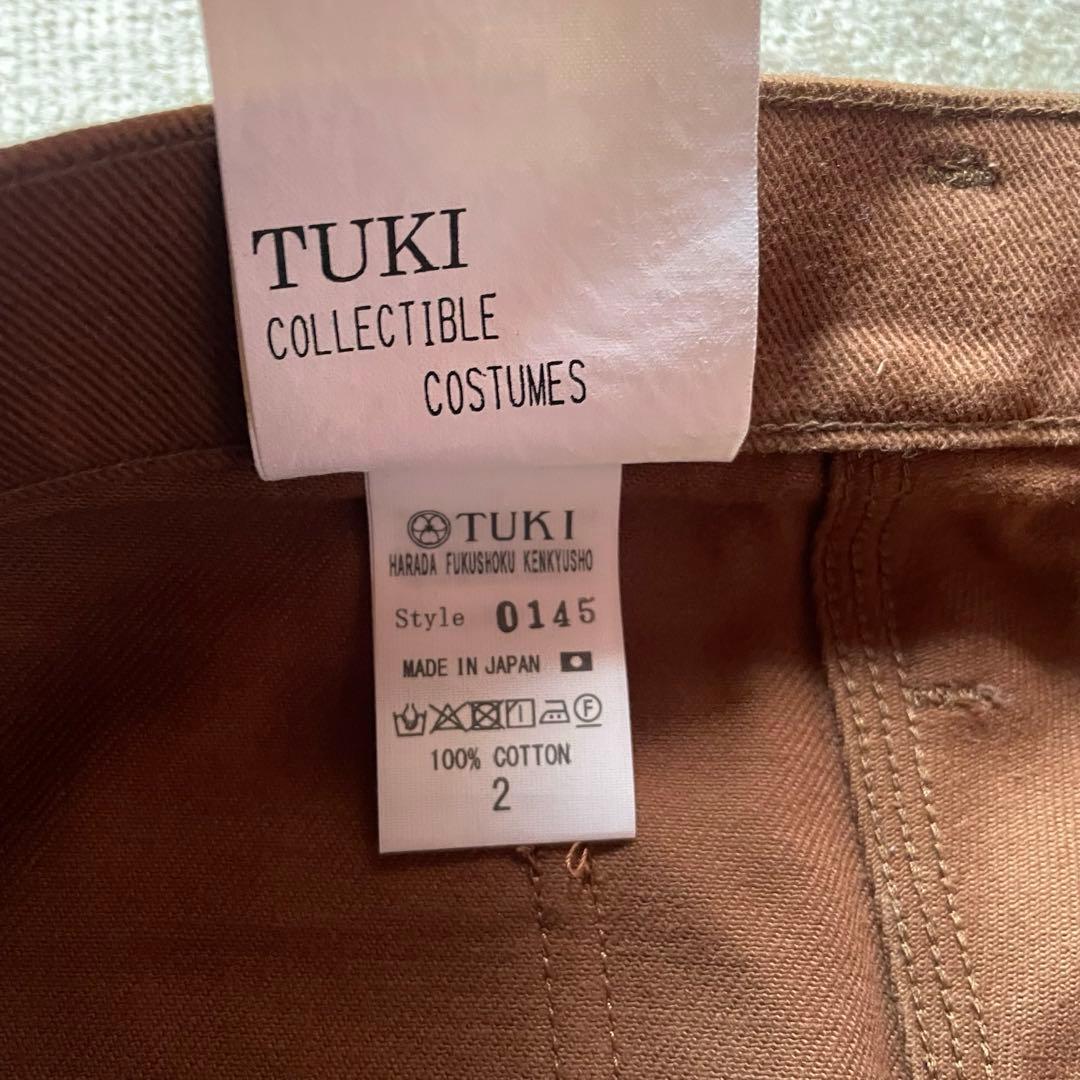 TUKI
COLLECTIBLE
COSTUMES
TUKI
HARADA FUKUSHOKU KENKYUSHO
Style 0145
MADE IN JAPAN
F
100% COTTON
2